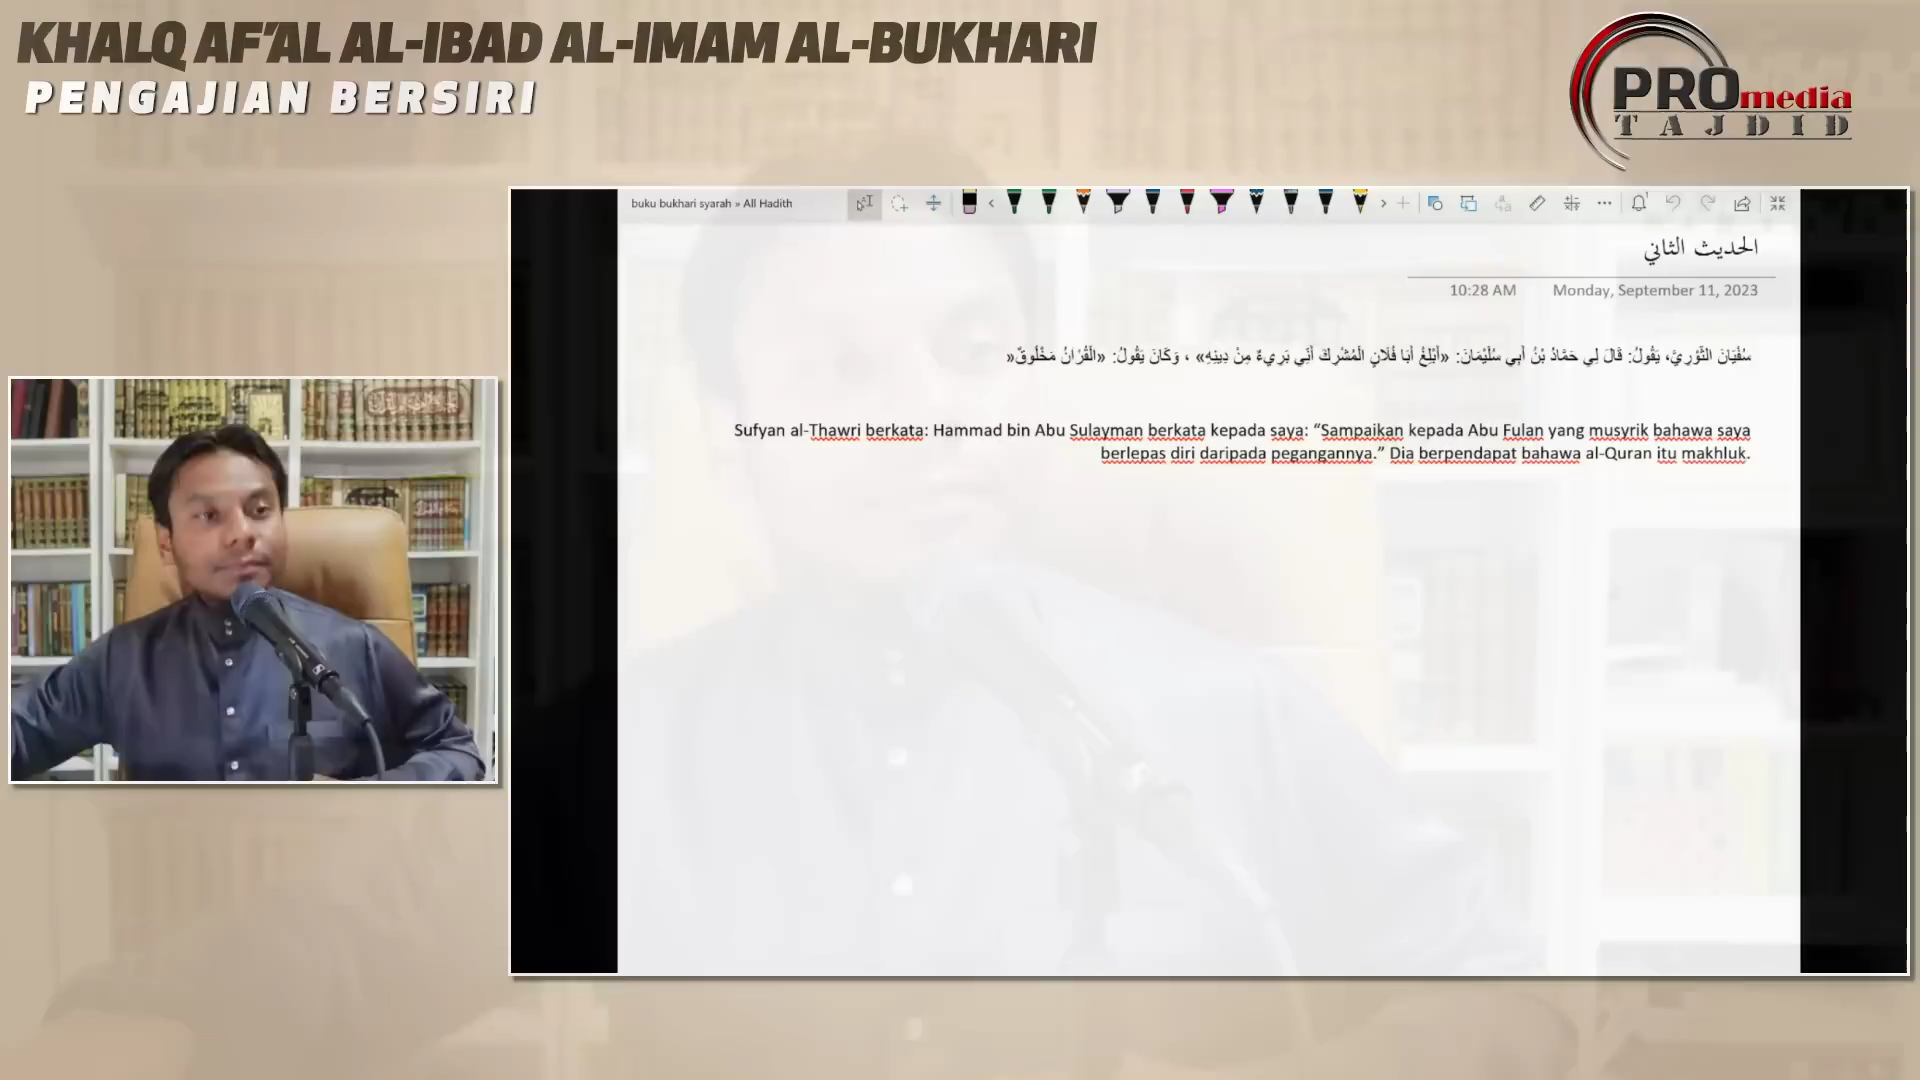 KHALQ AF'AL AL-IBAD AL-IMAM AL-BUKHARI
PENGAJIAN BERSIRI
PROmedia
TAJDID
buku bukhari syarah » All Hadith
الحديث الثاني
10:28 AM Monday, September 11, 2023
سُفْيَانَ الثَّوْرِيَّ، يَقُولُ: قَالَ لِي حَمَّادُ بْنُ أَبِي سُلَيْمَانَ: «أَبْلِغْ أَبَا فُلَانٍ الْمُشْرِكَ أَنِّي بَرِيءٌ مِنْ دِينِهِ» ، وَكَانَ يَقُولُ: «الْقُرْآنُ مَخْلُوقٌ»
Sufyan al-Thawri berkata: Hammad bin Abu Sulayman berkata kepada saya: “Sampaikan kepada Abu Fulan yang musyrik bahawa saya
berlepas diri daripada pegangannya.” Dia berpendapat bahawa al-Quran itu makhluk.